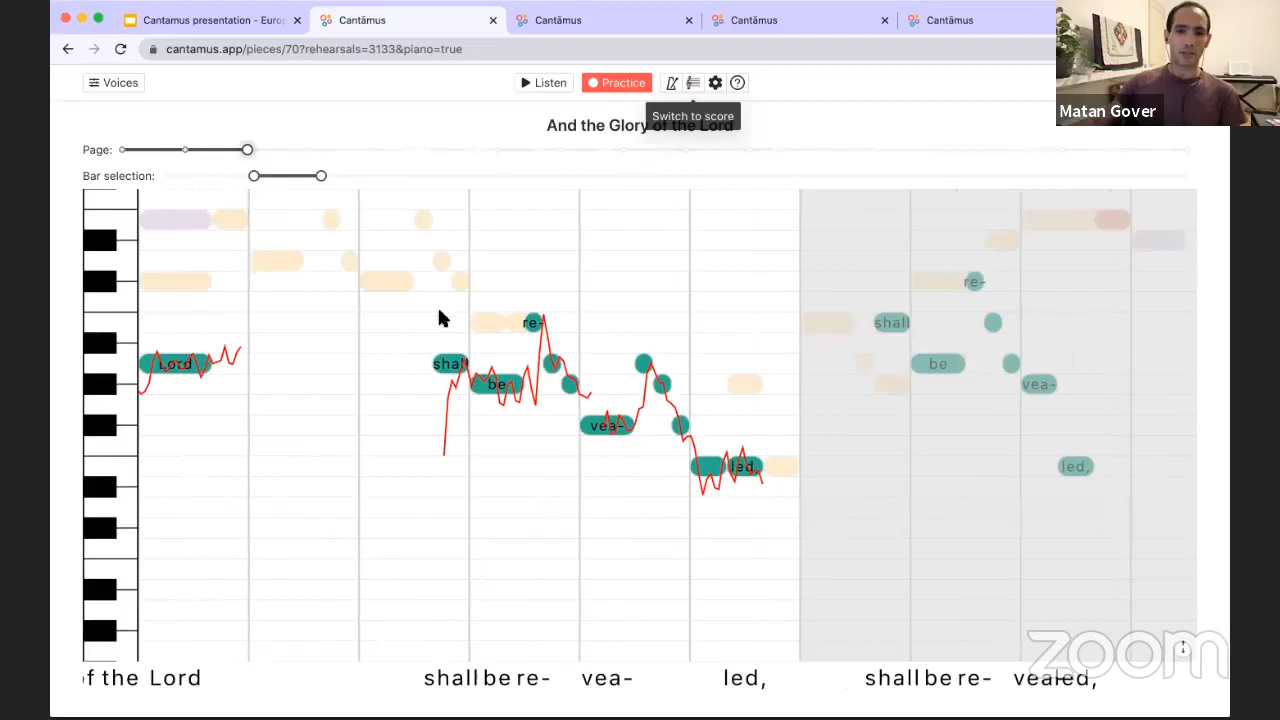 Cantamus presentation - Euro
Cantāmus
Cantāmus
Cantāmus
Cantāmus
cantamus.app/pieces/70?rehearsals=3133&piano=true
Matan Gover
Voices
Listen
Practice
Switch to score
And the Glory of the Lord
Page:
Bar selection:
re-
re-
shall
shall
Lord
be
be
vea-
vea-
led,
led,
of the Lord shall be re- vea- led, shall be re- vealed,
zoom